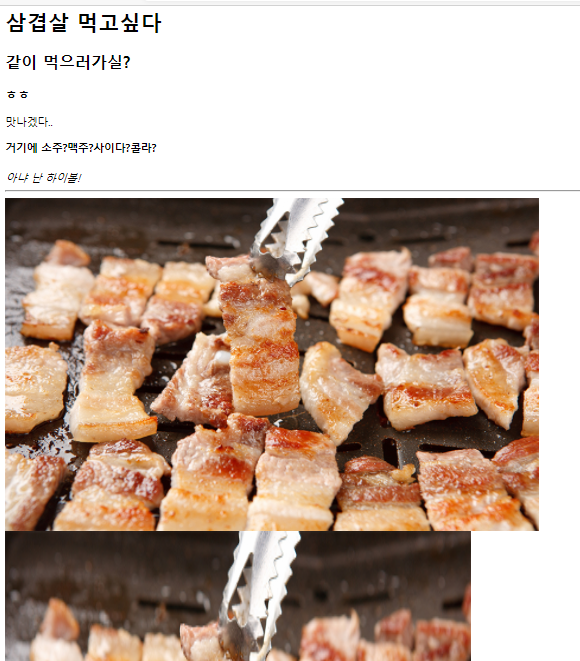 삼겹살 먹고싶다
같이 먹으러가실?
ㅎㅎ
맛나겠다..
거기에 소주?맥주?사이다?콜라?
아냐 난 하이볼!